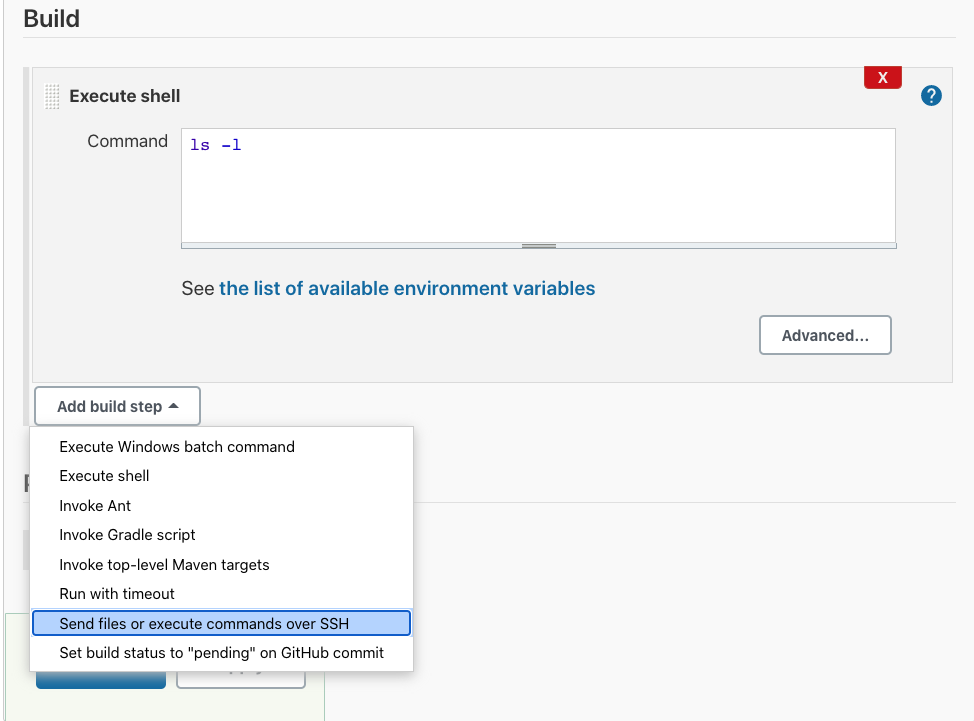 Build
X
Execute shell
?
Command
ls -l
See the list of available environment variables
Advanced...
Add build step
Execute Windows batch command
Execute shell
Invoke Ant
Invoke Gradle script
Invoke top-level Maven targets
Run with timeout
Send files or execute commands over SSH
Set build status to "pending" on GitHub commit